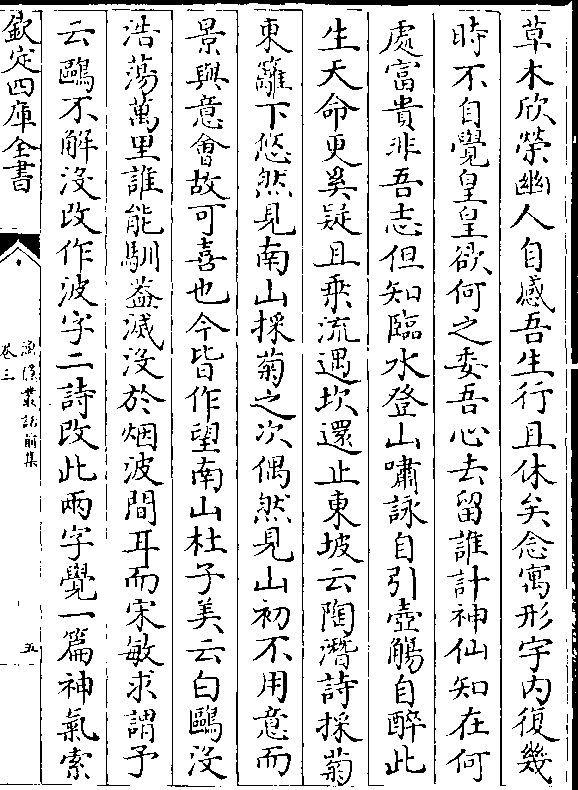 草木欣榮幽人自感吾生行且休矣念寓形宇内復幾
時不自覺皇皇欲何之委吾心去留誰計神仙知在何
處富貴非吾志但知臨水登山嘯詠自引壺觴自醉此
生天命更奚疑且乗流遇坎還止東坡云陶潛詩採菊
東籬下悠然見南山採菊之次偶然見山初不用意而
景與意會故可喜也今皆作望南山杜子美云白鷗没
浩蕩萬里誰能馴葢滅没於烟波間耳而宋敏求謂予
云鷗不解没改作波字二詩改此兩字覺一篇神氣索
欽定四庫全書
漁隱叢話前集
卷三
五